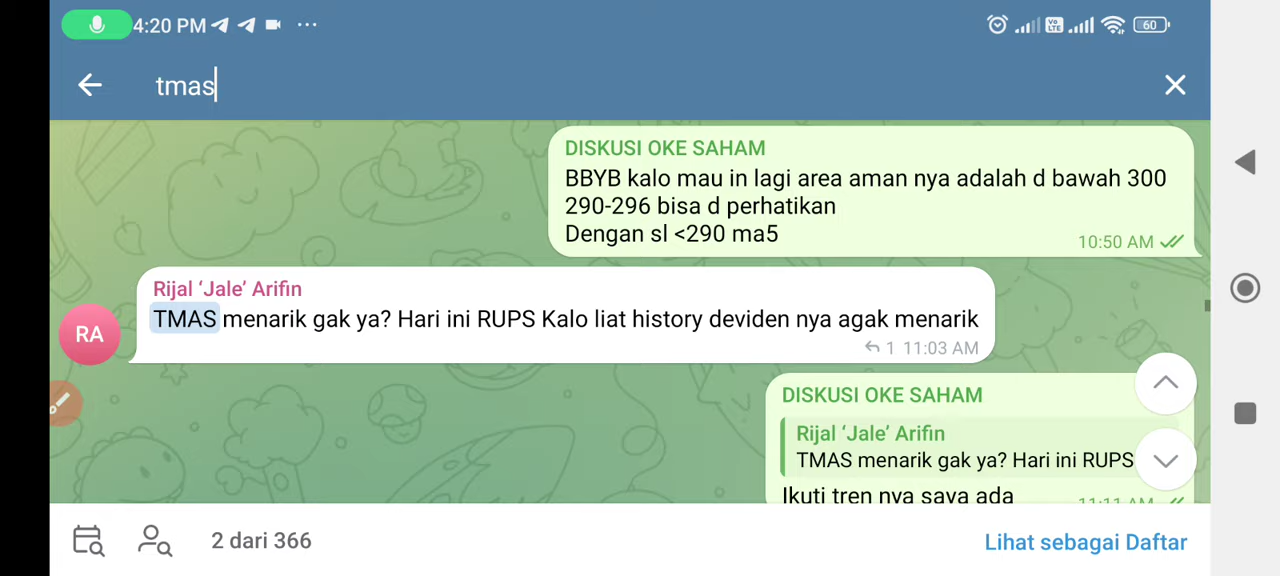 4:20 PM
60
tmas
DISKUSI OKE SAHAM
BBYB kalo mau in lagi area aman nya adalah d bawah 300
290-296 bisa d perhatikan
Dengan sl <290 ma5
10:50 AM
Rijal ‘Jale’ Arifin
RA
TMAS menarik gak ya? Hari ini RUPS Kalo liat history deviden nya agak menarik
1 11:03 AM
DISKUSI OKE SAHAM
Rijal ‘Jale’ Arifin
TMAS menarik gak ya? Hari ini RUPS
Ikuti tren nya saya ada
11:11 AM
2 dari 366
Lihat sebagai Daftar